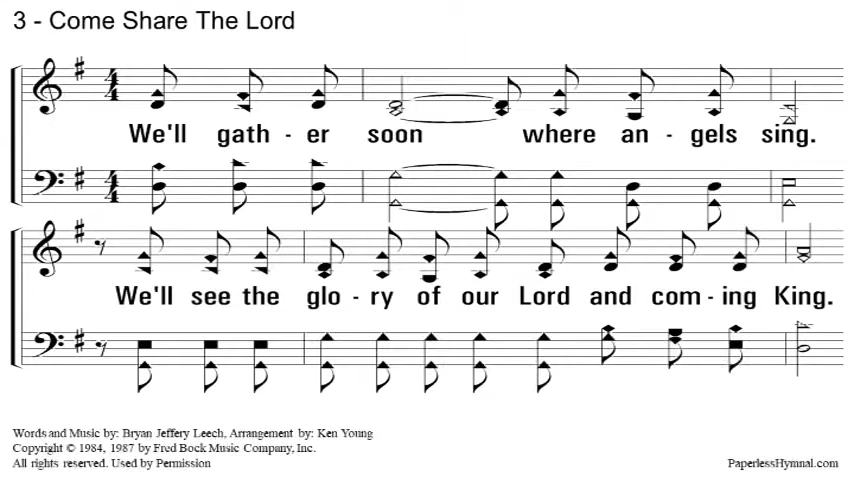 3 - Come Share The Lord
We'll gath - er soon where an - gels sing.
We'll see the glo - ry of our Lord and com - ing King.
Words and Music by: Bryan Jeffery Leech, Arrangement by: Ken Young
Copyright © 1984, 1987 by Fred Bock Music Company, Inc.
All rights reserved. Used by Permission
PaperlessHymnal.com